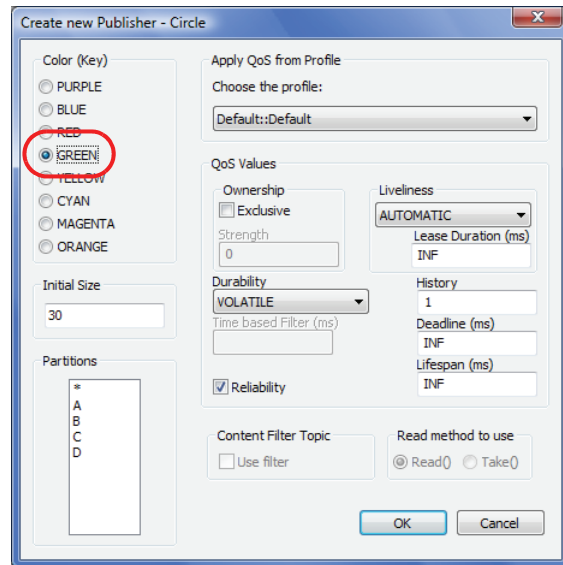 Create new Publisher - Circle
Color (Key)
PURPLE
BLUE
RED
GREEN
YELLOW
CYAN
MAGENTA
ORANGE
Initial Size
30
Partitions
*
A
B
C
D
Apply QoS from Profile
Choose the profile:
Default::Default
QoS Values
Ownership
Exclusive
Strength
0
Liveliness
AUTOMATIC
Lease Duration (ms)
INF
Durability
VOLATILE
Time based Filter (ms)
Reliability
History
1
Deadline (ms)
INF
Lifespan (ms)
INF
Content Filter Topic
Use filter
Read method to use
Read() Take()
OK Cancel